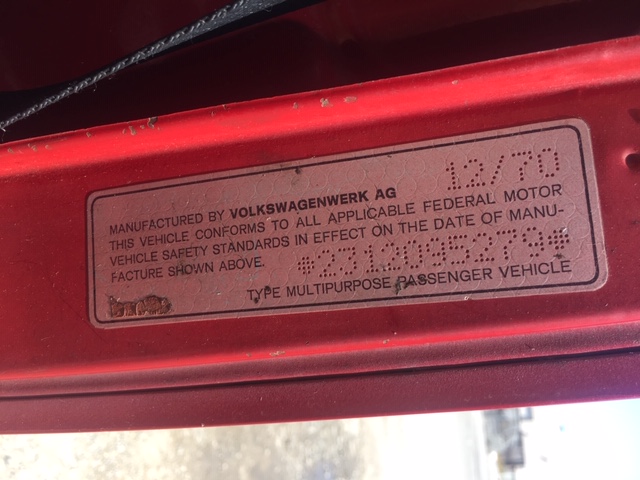 12/70
MANUFACTURED BY VOLKSWAGENWERK AG
THIS VEHICLE CONFORMS TO ALL APPLICABLE FEDERAL MOTOR
VEHICLE SAFETY STANDARDS IN EFFECT ON THE DATE OF MANU-
FACTURE SHOWN ABOVE.
*2312095279*
TYPE MULTIPURPOSE PASSENGER VEHICLE